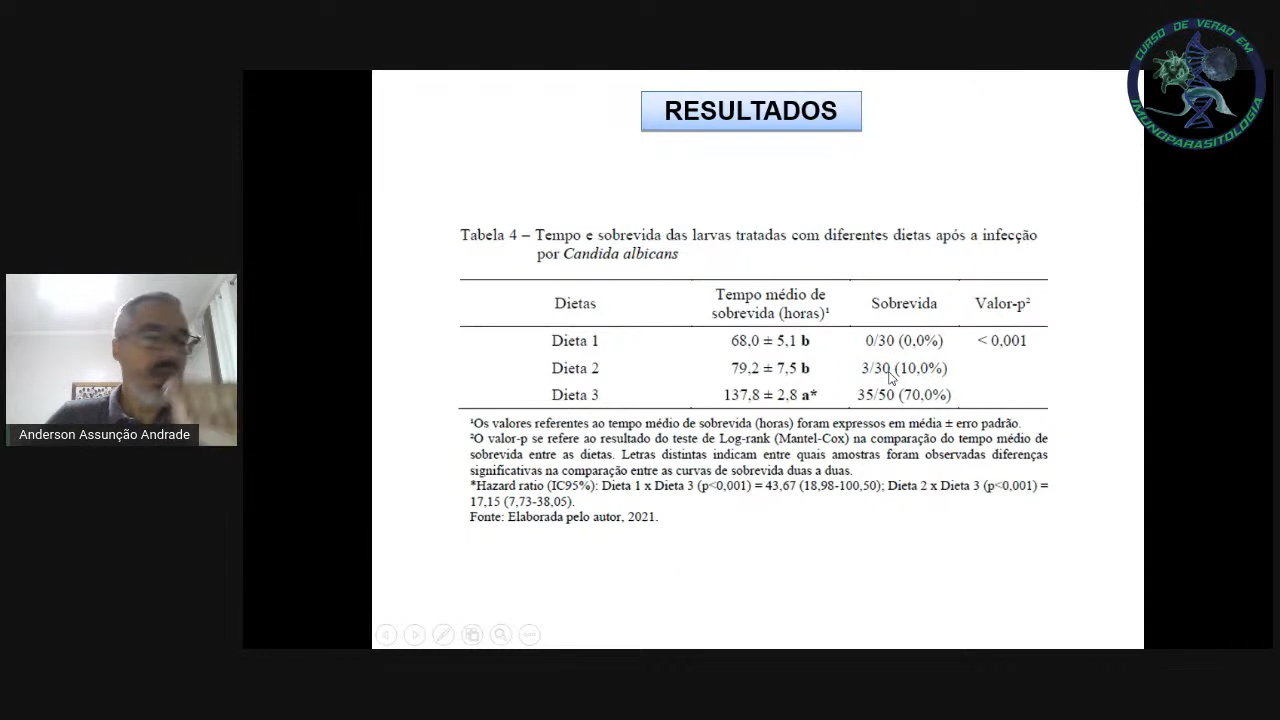 CURSO DE VERÃO EM
IMUNOPARASITOLOGIA
RESULTADOS
Tabela 4 – Tempo e sobrevida das larvas tratadas com diferentes dietas após a infecção
por Candida albicans
Dietas Tempo médio de sobrevida (horas)¹ Sobrevida Valor-p²
Dieta 1 68,0 ± 5,1 b 0/30 (0,0%) < 0,001
Dieta 2 79,2 ± 7,5 b 3/30 (10,0%)
Dieta 3 137,8 ± 2,8 a* 35/50 (70,0%)
¹Os valores referentes ao tempo médio de sobrevida (horas) foram expressos em média ± erro padrão.
²O valor-p se refere ao resultado do teste de Log-rank (Mantel-Cox) na comparação do tempo médio de
sobrevida entre as dietas. Letras distintas indicam entre quais amostras foram observadas diferenças
significativas na comparação entre as curvas de sobrevida duas a duas.
*Hazard ratio (IC95%): Dieta 1 x Dieta 3 (p<0,001) = 43,67 (18,98-100,50); Dieta 2 x Dieta 3 (p<0,001) =
17,15 (7,73-38,05).
Fonte: Elaborada pelo autor, 2021.
Anderson Assunção Andrade